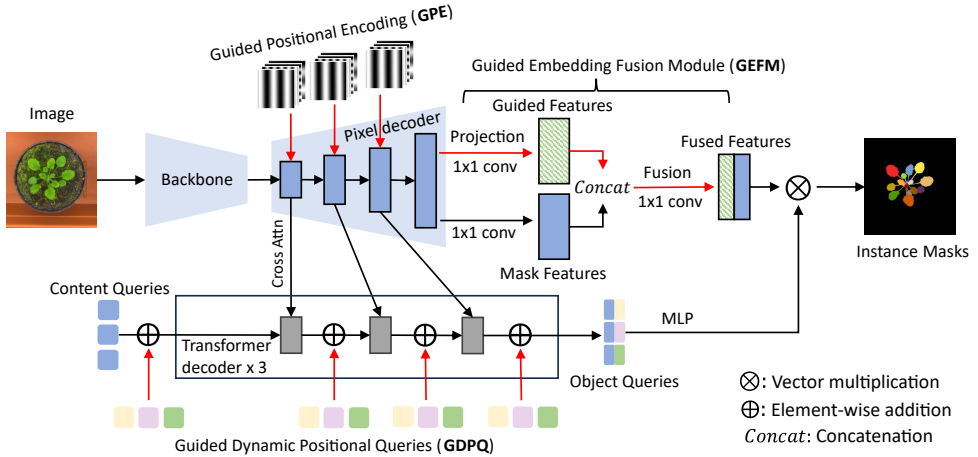 Guided Positional Encoding (GPE)
Guided Embedding Fusion Module (GEFM)
Image
Pixel decoder
Guided Features
Projection
1x1 conv
Backbone
Concat
Fusion
1x1 conv
Fused Features
1x1 conv
Mask Features
Instance Masks
Cross Attn
Content Queries
Transformer
decoder x 3
MLP
Object Queries
Guided Dynamic Positional Queries (GDPQ)
: Vector multiplication
: Element-wise addition
Concat: Concatenation